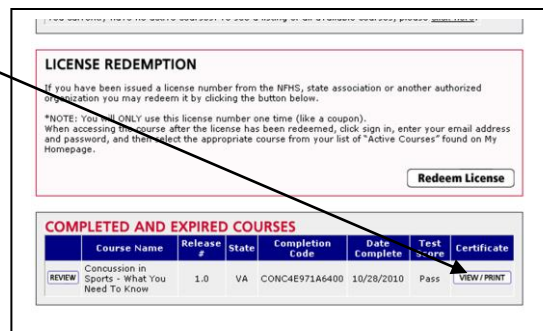 LICENSE REDEMPTION
If you have been issued a license number from the NFHS, state association or another authorized
organization you may redeem it by clicking the button below.
*NOTE: You will ONLY use this license number one time (like a coupon).
When accessing the course after the license has been redeemed, click sign in, enter your email address
and password, and then select the appropriate course from your list of "Active Courses" found on My
Homepage.
Redeem License
COMPLETED AND EXPIRED COURSES
Course Name Release # State Completion Code Date Complete Test Score Certificate
REVIEW Concussion in Sports - What You Need To Know 1.0 VA CONC4E971A6400 10/28/2010 Pass VIEW / PRINT